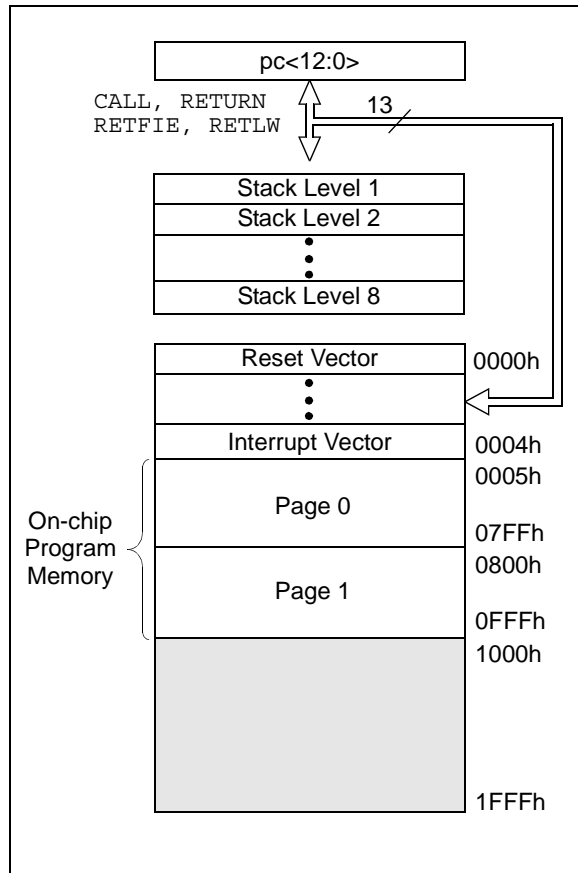 pc<12:0>
CALL, RETURN
RETFIE, RETLW
13
Stack Level 1
Stack Level 2
Stack Level 8
Reset Vector
0000h
Interrupt Vector
0004h
0005h
On-chip
Program
Memory
Page 0
07FFh
0800h
Page 1
0FFFh
1000h
1FFFh